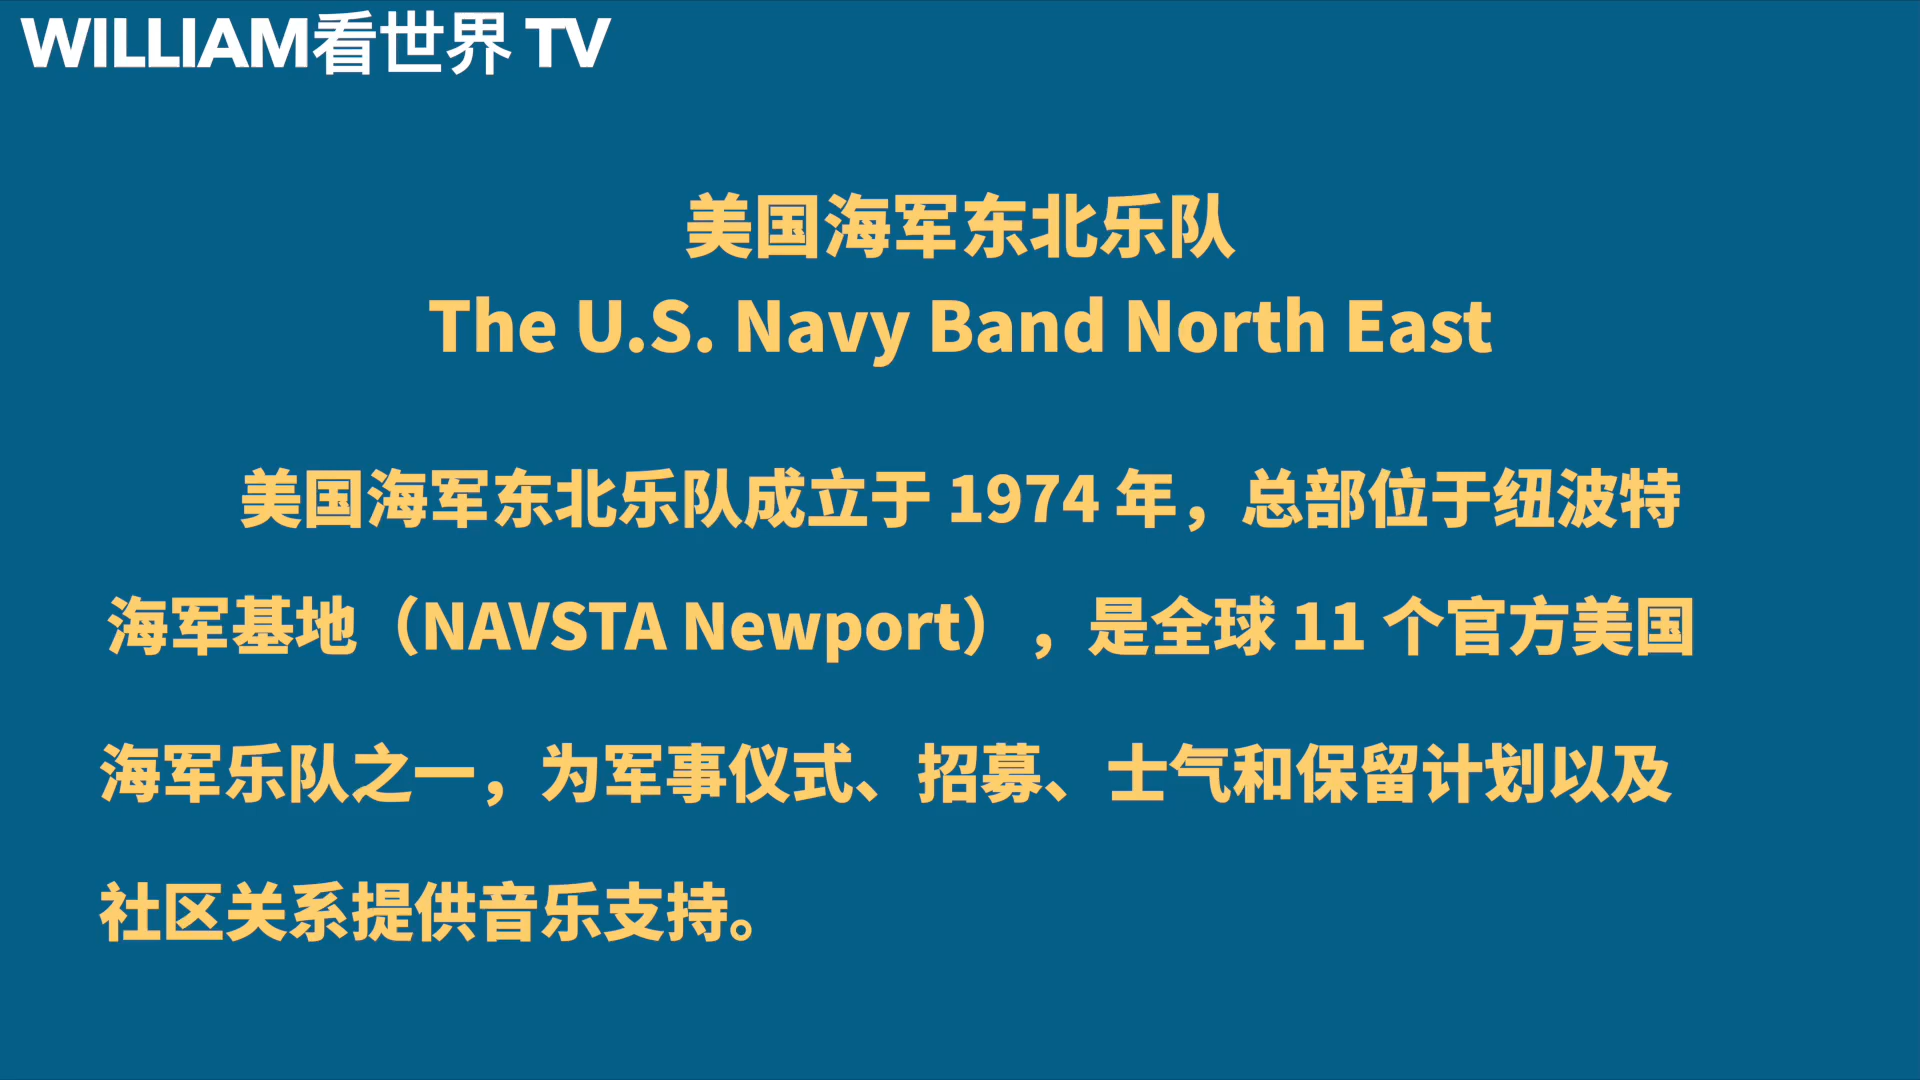 WILLIAM看世界 TV
美国海军东北乐队
The U.S. Navy Band North East
美国海军东北乐队成立于 1974 年，总部位于纽波特
海军基地（NAVSTA Newport），是全球 11 个官方美国
海军乐队之一，为军事仪式、招募、士气和保留计划以及
社区关系提供音乐支持。